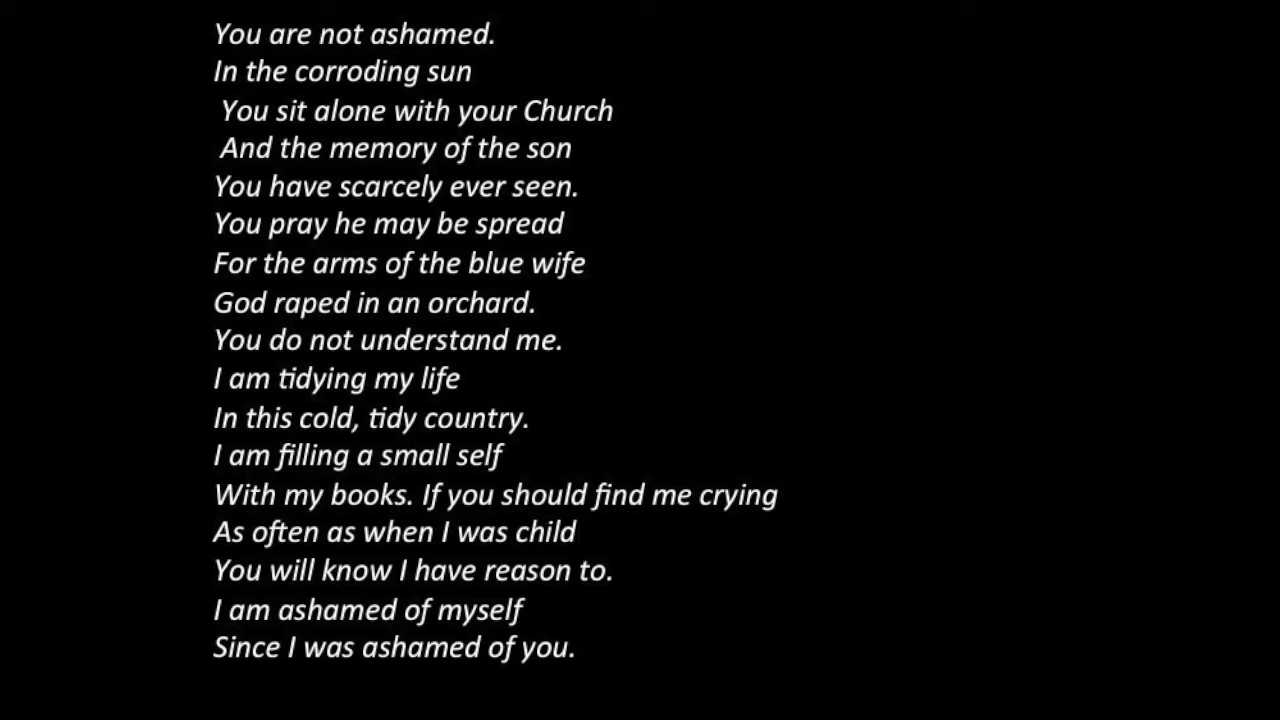 You are not ashamed.
In the corroding sun
You sit alone with your Church
And the memory of the son
You have scarcely ever seen.
You pray he may be spread
For the arms of the blue wife
God raped in an orchard.
You do not understand me.
I am tidying my life
In this cold, tidy country.
I am filling a small self
With my books. If you should find me crying
As often as when I was child
You will know I have reason to.
I am ashamed of myself
Since I was ashamed of you.